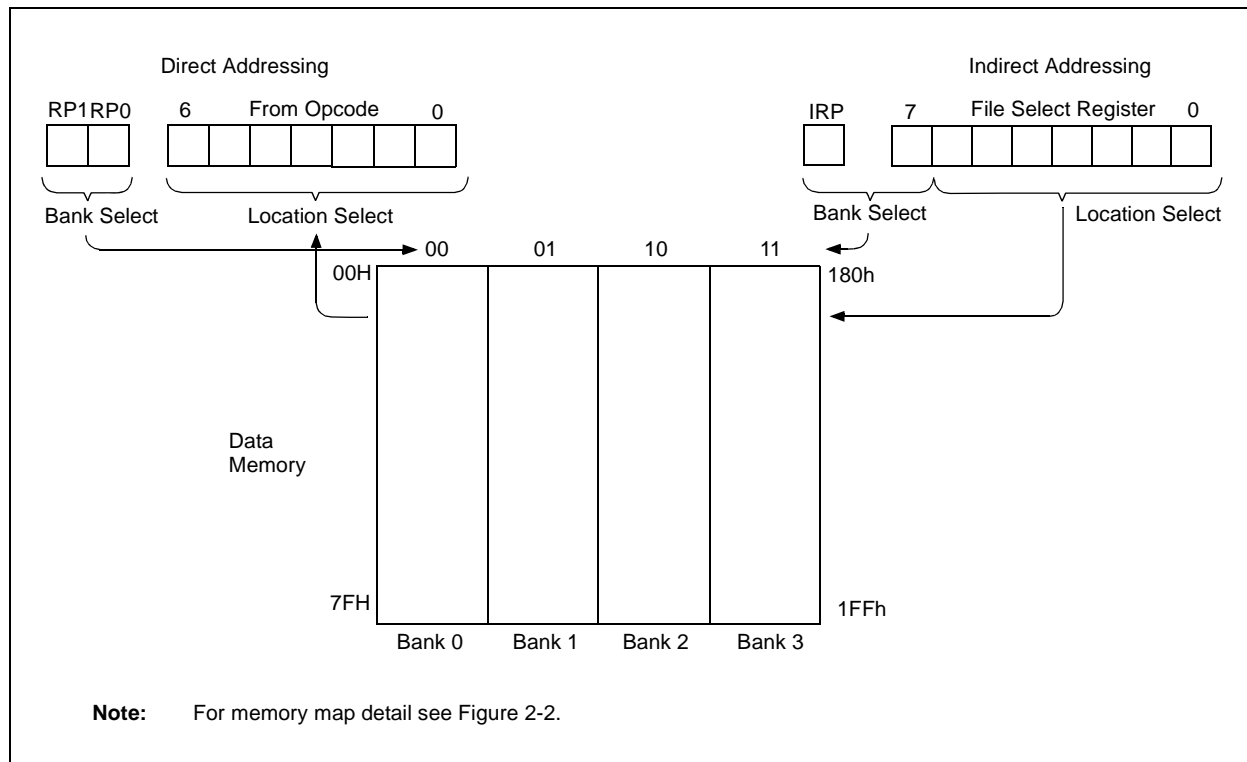 Direct Addressing
Indirect Addressing
RP1RP0 6 From Opcode 0
IRP 7 File Select Register 0
Bank Select Location Select
Bank Select Location Select
00 01 10 11
00H 180h
Data
Memory
7FH 1FFh
Bank 0 Bank 1 Bank 2 Bank 3
Note: For memory map detail see Figure 2-2.